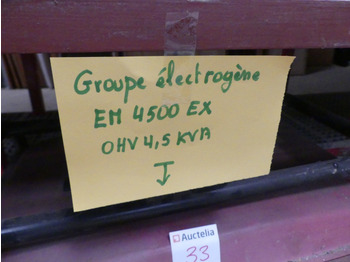 Groupe électrogène
EM 4500 EX
OHV 4,5 KVA
Auctelia
33